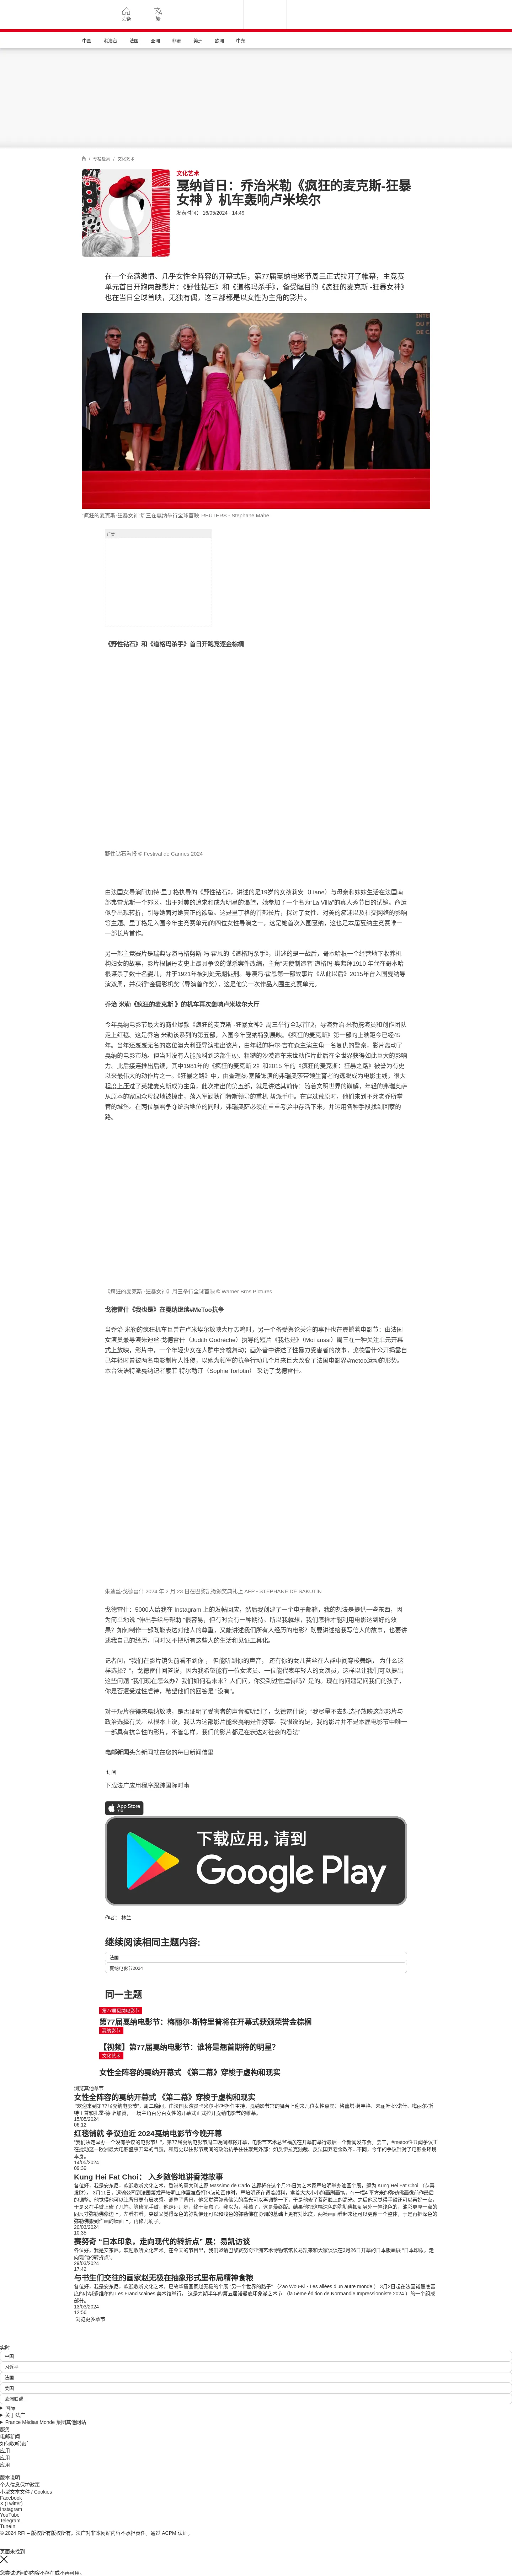 头条
繁
中国
港澳台
法国
亚洲
非洲
美洲
欧洲
中东
/ 专栏检索 / 文化艺术
文化艺术
戛纳首日：乔治米勒《疯狂的麦克斯-狂暴女神 》机车轰响卢米埃尔
发表时间： 16/05/2024 - 14:49
在一个充满激情、几乎女性全阵容的开幕式后，第77届戛纳电影节周三正式拉开了帷幕，主竞赛单元首日开跑两部影片:《野性钻石》和《道格玛杀手》，备受瞩目的《疯狂的麦克斯 -狂暴女神》也在当日全球首映，无独有偶，这三部都是以女性为主角的影片。
“疯狂的麦克斯-狂暴女神”周三在戛纳举行全球首映 REUTERS - Stephane Mahe
广告
《野性钻石》和《道格玛杀手》首日开跑竞逐金棕榈
野性钻石海报 © Festival de Cannes 2024
由法国女导演阿加特·里丁格执导的《野性钻石》，讲述的是19岁的女孩莉安（Liane）与母亲和妹妹生活在法国南部弗雷尤斯一个郊区，出于对美的追求和成为明星的渴望，她参加了一个名为“La Villa”的真人秀节目的试镜。命运似乎出现转折，引导她面对她真正的欲望。这是里丁格的首部长片，探讨了女性、对美的痴迷以及社交网络的影响等主题。里丁格是入围今年主竞赛单元的四位女性导演之一，这是她首次入围戛纳，这也是本届戛纳主竞赛唯一一部长片首作。
另一部主竞赛片是瑞典导演马格努斯·冯·霍恩的《道格玛杀手》，讲述的是一战后，哥本哈根一个经营地下收养机构妇女的故事，影片根据丹麦史上最具争议的谋杀案件改编，主角“天使制造者”道格玛·奥弗拜1910 年代在哥本哈根谋杀了数十名婴儿，并于1921年被判处无期徒刑。导演冯·霍恩第一部故事片《从此以后》2015年曾入围戛纳导演双周，并获得“金摄影机奖”（导演首作奖），这是他第一次作品入围主竞赛单元。
乔治 米勒《疯狂的麦克斯 》的机车再次轰响卢米埃尔大厅
今年戛纳电影节最大的商业爆款《疯狂的麦克斯 -狂暴女神》周三举行全球首映，导演乔治·米勒携演员和创作团队走上红毯。这是乔治 米勒该系列的第五部，入围今年戛纳特别展映。《疯狂的麦克斯》第一部的上映距今已经45年。当年还寂寂无名的这位澳大利亚导演推出该片，由年轻的梅尔·吉布森主演主角一名复仇的警察，影片轰动了戛纳的电影市场。但当时没有人能预料到这部生硬、粗糙的沙漠追车末世动作片此后在全世界获得如此巨大的影响力。此后接连推出后续，其中1981年的《疯狂的麦克斯 2》和2015 年的《疯狂的麦克斯：狂暴之路》被誉为有史以来最伟大的动作片之一。《狂暴之路》中，由查理兹·塞隆饰演的弗瑞奥莎带领生育者的逃跑成为电影主线，很大程度上压过了英雄麦克斯成为主角，此次推出的第五部，就是讲述其前传：随着文明世界的崩解，年轻的弗瑞奥萨从原本的家园众母绿地被掠走，落入军阀狄门特斯领导的重机 帮派手中。在穿过荒原时，他们来到不死老乔所掌管的城堡。在两位暴君争夺统治地位的同时，弗瑞奥萨必须在重重考验中存活下来，并运用各种手段找到回家的路。
《疯狂的麦克斯 -狂暴女神》周三举行全球首映 © Warner Bros Pictures
戈德雷什《我也是》在戛纳继续#MeToo抗争
当乔治 米勒的疯狂机车巨兽在卢米埃尔放映大厅轰鸣时，另一个备受舆论关注的事件也在震撼着电影节：由法国女演员兼导演朱迪丝·戈德雷什（Judith Godrèche）执导的短片《我也是》（Moi aussi）周三在一种关注单元开幕式上放映，影片中，一个年轻少女在人群中穿梭舞动；画外音中讲述了性暴力受害者的故事，戈德雷什公开揭露自己年轻时曾被两名电影制片人性侵，以她为领军的抗争行动几个月来巨大改变了法国电影界#metoo运动的形势。本台法语特派戛纳记者索菲 特尔勒汀（Sophie Torlotin） 采访了戈德雷什。
朱迪丝-戈德雷什 2024 年 2 月 23 日在巴黎凯撒颁奖典礼上 AFP - STEPHANE DE SAKUTIN
戈德雷什：5000人给我在 Instagram 上的发帖回应，然后我创建了一个电子邮箱，我的想法是提供一些东西，因为简单地说 “伸出手给与帮助 ”很容易，但有时会有一种期待。所以我就想，我们怎样才能利用电影达到好的效果？如何制作一部既能表达对他人的尊重，又能讲述我们所有人经历的电影？既要讲述给我写信人的故事，也要讲述我自己的经历，同时又不把所有这些人的生活和见证工具化。
记者问，“我们在影片镜头前看不到你， 但能听到你的声音， 还有你的女儿苔丝在人群中间穿梭舞蹈， 为什么这样选择？”，戈德雷什回答说，因为我希望能有一位女演员、一位能代表年轻人的女演员，这样以让我们可以提出这些问题 “我们现在怎么办？我们如何看未来？人们问，你受到过性虐待吗？是的。现在的问题是问我们的孩子，你是否遭受过性虐待，希望他们的回答是 “没有”。
对于短片获得来戛纳放映，是否证明了受害者的声音被听到了，戈德雷什说；“我尽量不去想选择放映这部影片与政治选择有关。从根本上说，我认为这部影片能来戛纳是件好事。我想说的是，我的影片并不是本届电影节中唯一一部具有抗争性的影片，不管怎样，我们的影片都是在表达对社会的看法”
电邮新闻头条新闻就在您的每日新闻信里
订阅
下载法广应用程序跟踪国际时事
App Store 下载
下载应用，请到
Google Play
作者： 林兰
继续阅读相同主题内容:
法国
戛纳电影节2024
同一主题
第77届戛纳电影节
第77届戛纳电影节：梅丽尔-斯特里普将在开幕式获颁荣誉金棕榈
戛纳影节
【视频】第77届戛纳电影节：谁将是翘首期待的明星?
文化艺术
女性全阵容的戛纳开幕式 《第二幕》穿梭于虚构和现实
浏览其他章节
女性全阵容的戛纳开幕式 《第二幕》穿梭于虚构和现实
15/05/2024
06:12
红毯铺就 争议迫近 2024戛纳电影节今晚开幕
14/05/2024
09:39
Kung Hei Fat Choi： 入乡随俗地讲香港故事
20/03/2024
10:35
赛努奇 “日本印象，走向现代的转折点” 展：易凯访谈
29/03/2024
17:42
与书生们交往的画家赵无极在抽象形式里布局精神食粮
13/03/2024
12:56
浏览更多章节
实时
中国
习近平
法国
美国
欧洲联盟
国际
关于法广
France Médias Monde 集团其他网站
服务
电邮新闻
如何收听法广
应用
应用
应用
版本说明
个人信息保护政策
小型文本文件 / Cookies
Facebook
X (Twitter)
Instagram
YouTube
Telegram
TuneIn
© 2024 RFI – 版权所有版权所有。法广对非本网站内容不承担责任。通过 ACPM 认证。
页面未找到
您尝试访问的内容不存在或不再可用。